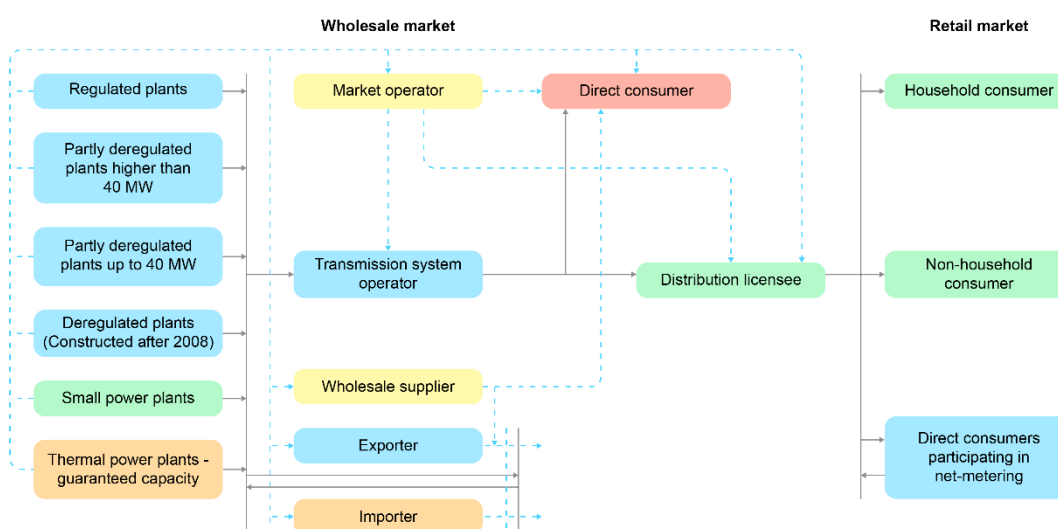 Wholesale market
Retail market
Regulated plants
Market operator
Direct consumer
Household consumer
Partly deregulated
plants higher than
40 MW
Partly deregulated
plants up to 40 MW
Transmission system
operator
Distribution licensee
Non-household
consumer
Deregulated plants
(Constructed after 2008)
Small power plants
Wholesale supplier
Exporter
Thermal power plants -
guaranteed capacity
Direct consumers
participating in
net-metering
Importer